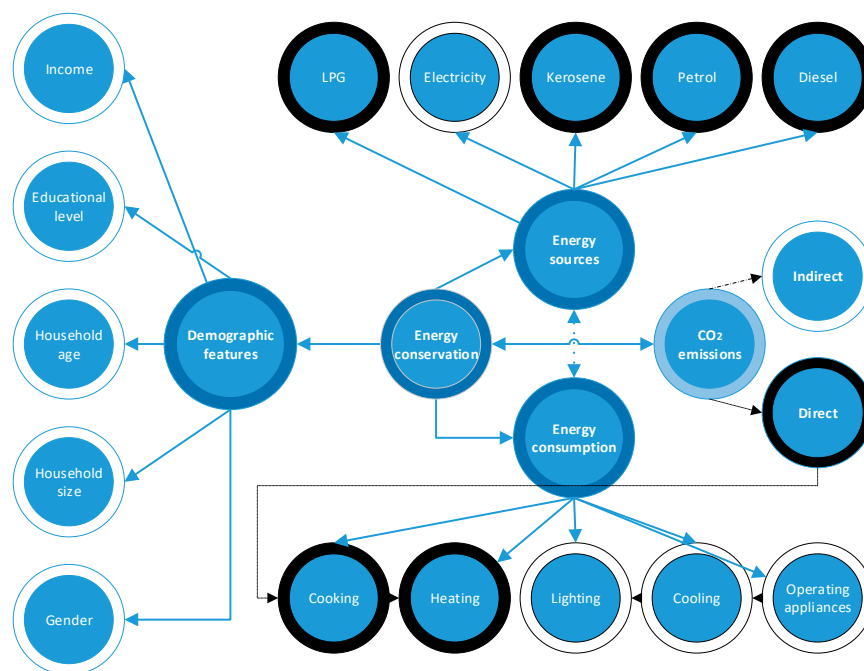 Income
LPG
Electricity
Kerosene
Petrol
Diesel
Educational
level
Energy
sources
Indirect
Household
age
Demographic
features
Energy
conservation
CO2
emissions
Direct
Energy
consumption
Household
size
Cooking
Heating
Lighting
Cooling
Operating
appliances
Gender